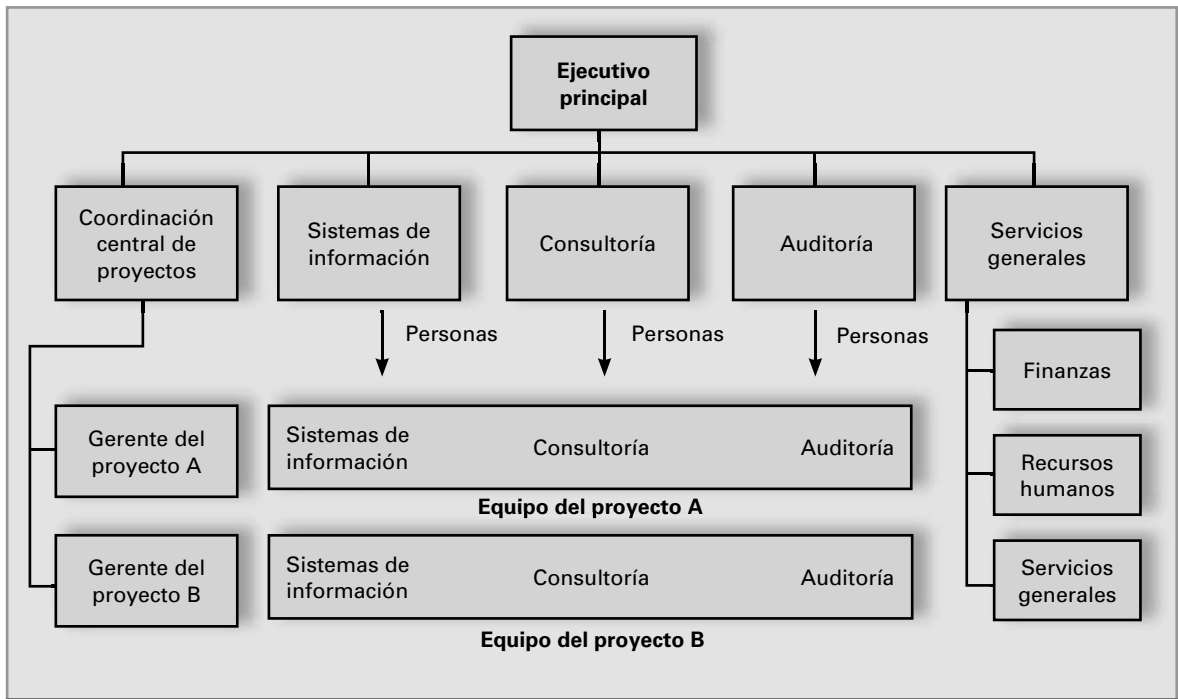 Ejecutivo
principal
Coordinación
central de
proyectos
Sistemas de
información
Consultoría
Auditoría
Servicios
generales
Personas
Personas
Personas
Finanzas
Gerente del
proyecto A
Sistemas de
información
Consultoría
Auditoría
Recursos
humanos
Equipo del proyecto A
Gerente del
proyecto B
Sistemas de
información
Consultoría
Auditoría
Servicios
generales
Equipo del proyecto B